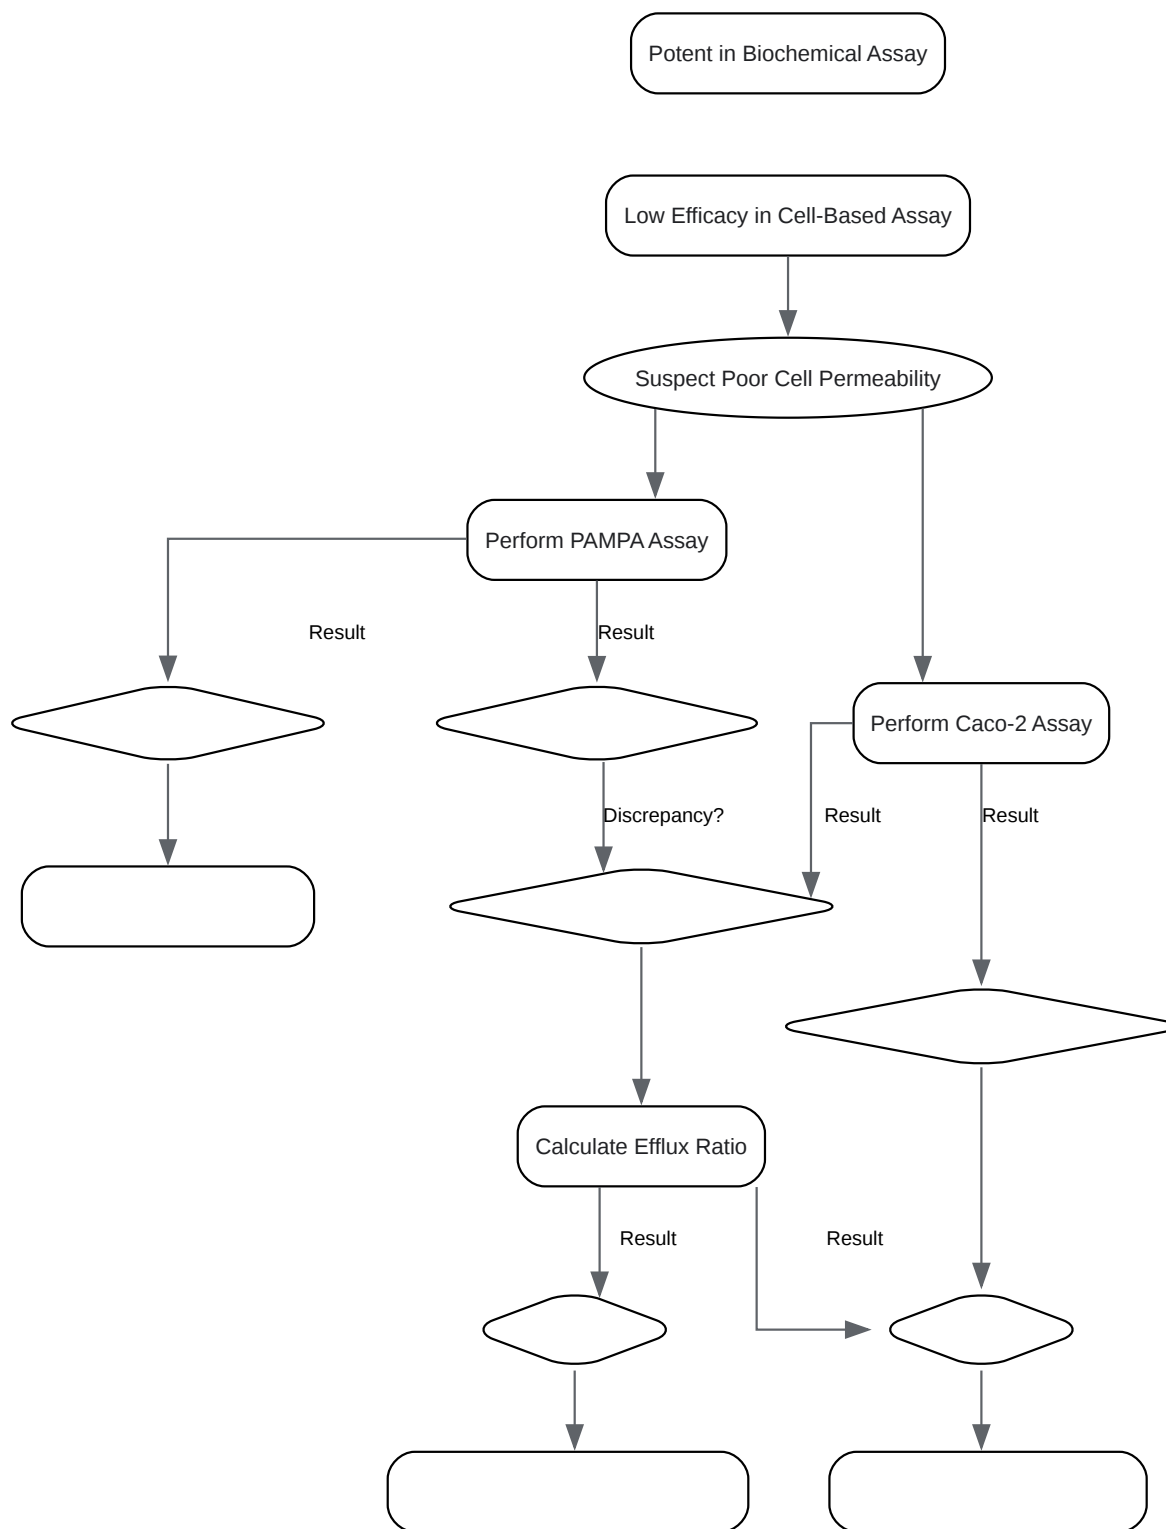 Potent in Biochemical Assay
Low Efficacy in Cell-Based Assay
Suspect Poor Cell Permeability
Perform PAMPA Assay
Result
Result
Perform Caco-2 Assay
Discrepancy?
Result
Result
Calculate Efflux Ratio
Result
Result